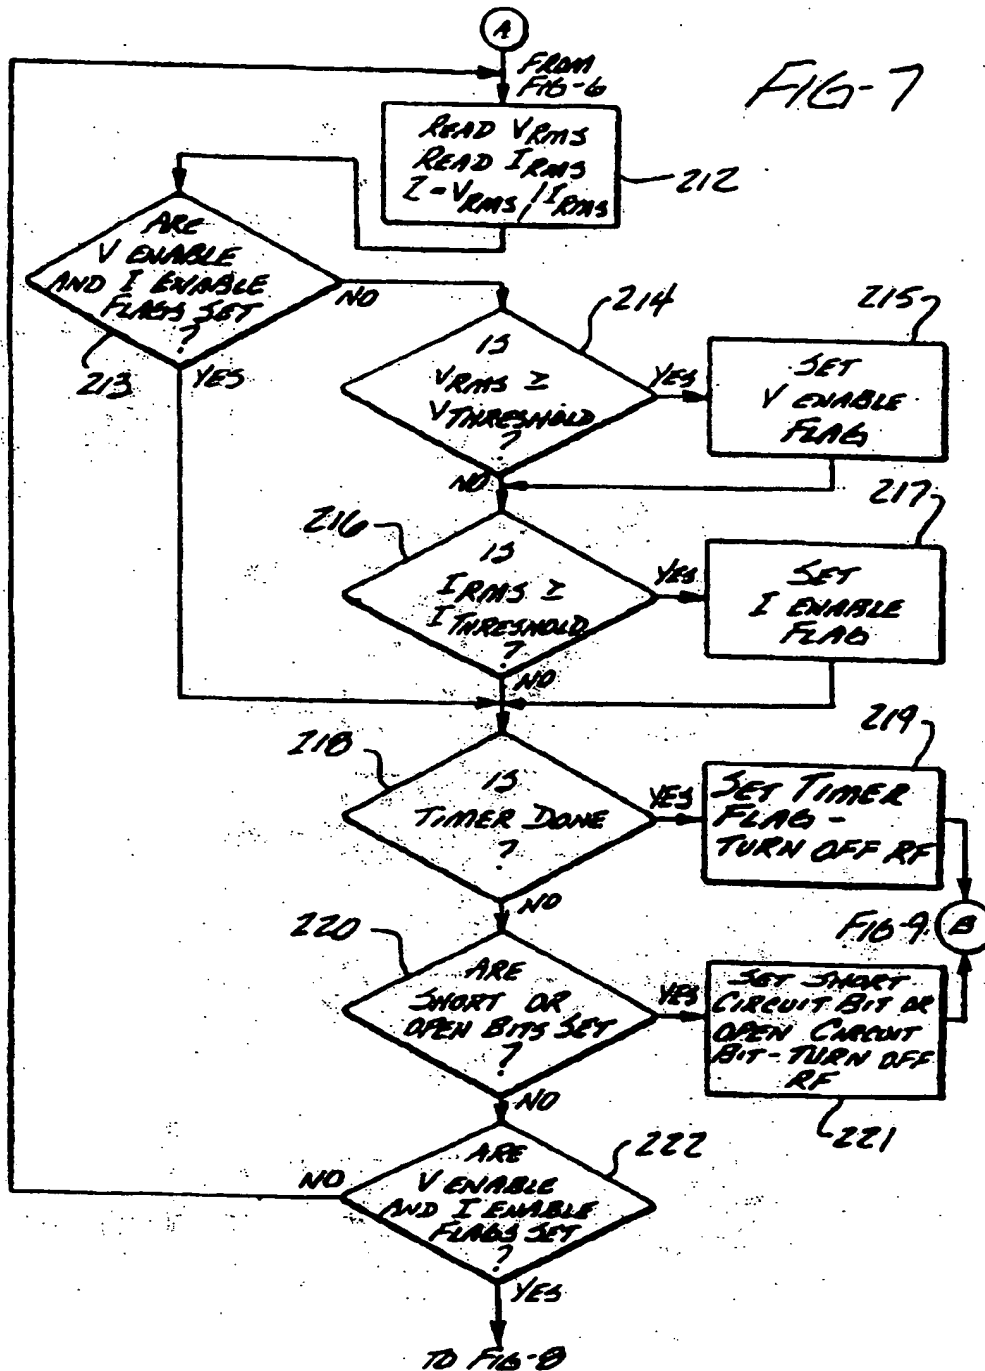 A
FROM
FIG-6
FIG-7
READ VRMS
READ IRMS
Z=VRMS/IRMS
212
ARE
V ENABLE
AND I ENABLE
FLAGS SET
?
213
NO
YES
214
IS
VRMS ≥
VTHRESHOLD
?
YES
NO
215
SET
V ENABLE
FLAG
216
IS
IRMS ≥
ITHRESHOLD
?
YES
NO
217
SET
I ENABLE
FLAG
218
IS
TIMER DONE
?
YES
NO
219
SET TIMER
FLAG -
TURN OFF RF
FIG-9
B
220
ARE
SHORT OR
OPEN BITS SET
?
YES
NO
SET SHORT
CIRCUIT BIT OR
OPEN CIRCUIT
BIT-TURN OFF
RF
221
222
ARE
V ENABLE
AND I ENABLE
FLAGS SET
?
NO
YES
TO FIG-8